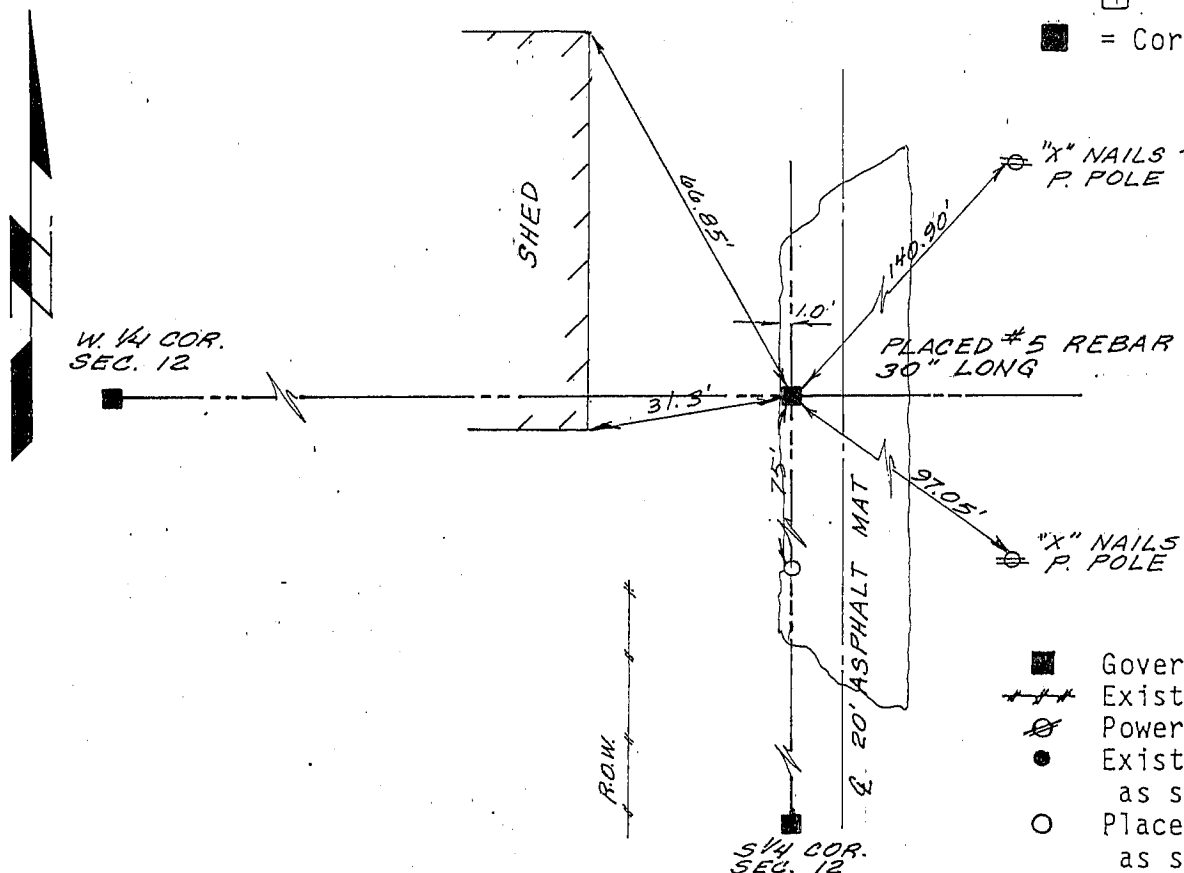 = Cor
"X" NAILS
P. POLE
SHED
66.85'
140.90'
1.0'
W. 1/4 COR.
SEC. 12
PLACED #5 REBAR
30" LONG
31.3'
75'
97.05'
"X" NAILS
P. POLE
℄ 20' ASPHALT MAT
R.O.W.
Gover
Exist
Power
Exist
as s
Place
as s
S 1/4 COR.
SEC. 12